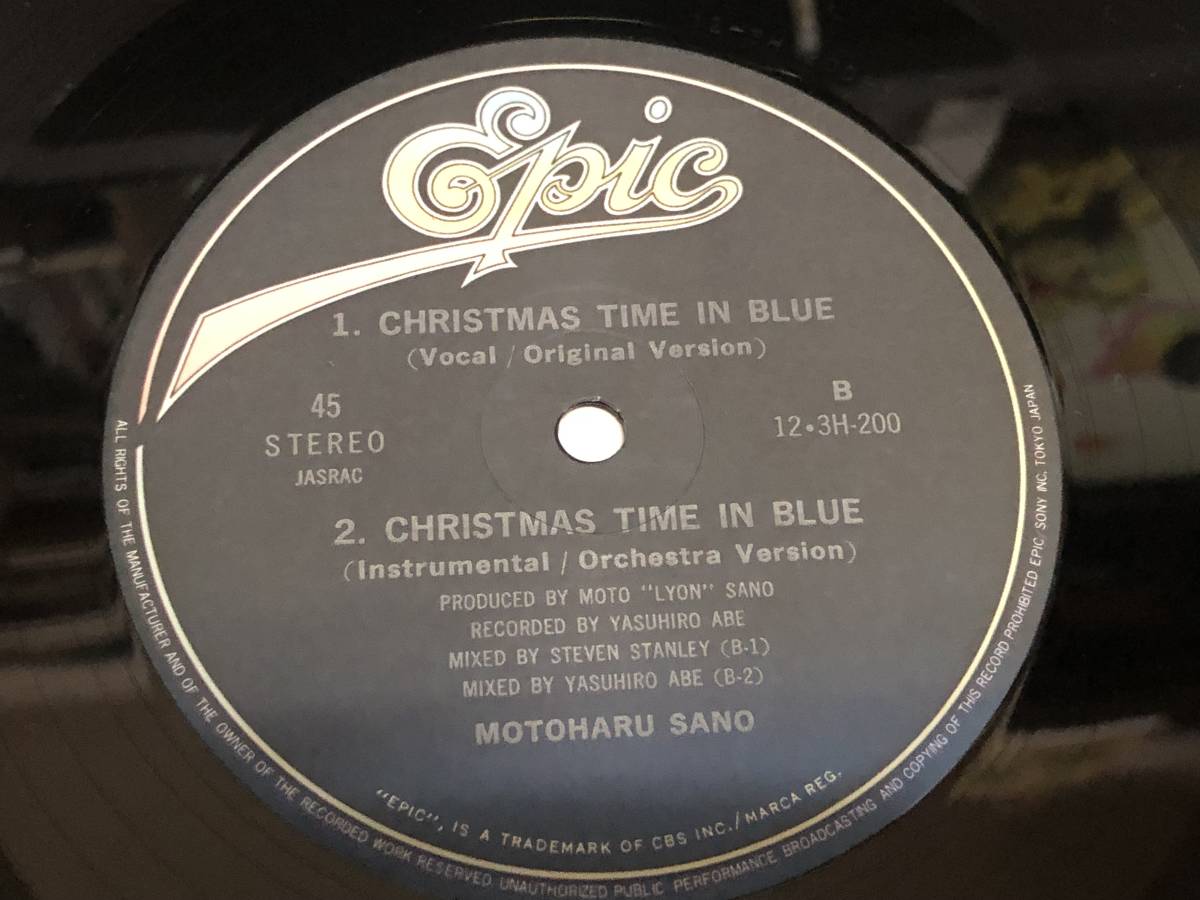 Epic
1. CHRISTMAS TIME IN BLUE
(Vocal / Original Version)
45
STEREO
JASRAC
B
12•3H-200
2. CHRISTMAS TIME IN BLUE
(Instrumental / Orchestra Version)
PRODUCED BY MOTO "LYON" SANO
RECORDED BY YASUHIRO ABE
MIXED BY STEVEN STANLEY (B-1)
MIXED BY YASUHIRO ABE (B-2)
MOTOHARU SANO
"EPIC", IS A TRADEMARK OF CBS INC./MARCA REG.
ALL RIGHTS OF THE MANUFACTURER AND OF THE OWNER OF THE RECORDED WORK RESERVED. UNAUTHORIZED PUBLIC PERFORMANCE BROADCASTING AND COPYING OF THIS RECORD PROHIBITED EPIC/SONY INC. TOKYO JAPAN